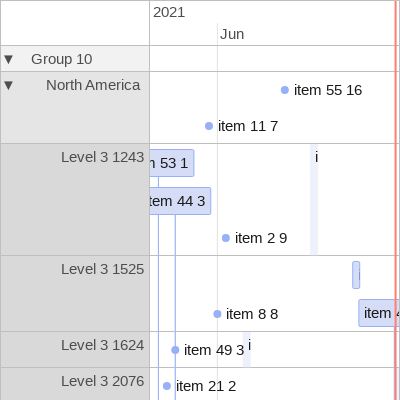 2021
Jun
▼ Group 10
▼ North America
item 55 16
item 11 7
Level 3 1243
53 1
i
item 44 3
item 2 9
Level 3 1525
item 8 8
item
Level 3 1624
item 49 3
i
Level 3 2076
item 21 2